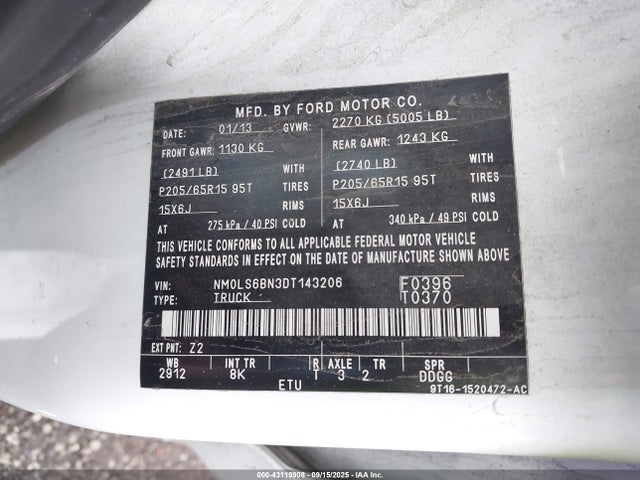 MFD. BY FORD MOTOR CO.
DATE: 01/13 GVWR: 2270 KG (5005 LB)
FRONT GAWR: 1130 KG REAR GAWR: 1243 KG
(2491 LB) WITH (2740 LB) WITH
P205/65R15 95T TIRES P205/65R15 95T TIRES
15X6J RIMS 15X6J RIMS
AT 275 kPa / 40 PSI COLD AT 340 kPa / 49 PSI COLD
THIS VEHICLE CONFORMS TO ALL APPLICABLE FEDERAL MOTOR VEHICLE
SAFETY STANDARDS IN EFFECT ON THE DATE OF MANUFACTURE SHOWN ABOVE.
VIN: NM0LS6BN3DT143206 F0396
TYPE: TRUCK T0370
EXT PNT: Z2
WB INT TR R AXLE TR SPR
2912 8K T 3 2 DDGG
ETU 9T16-1520472-AC
000-43119908 - 09/15/2025 - IAA Inc.